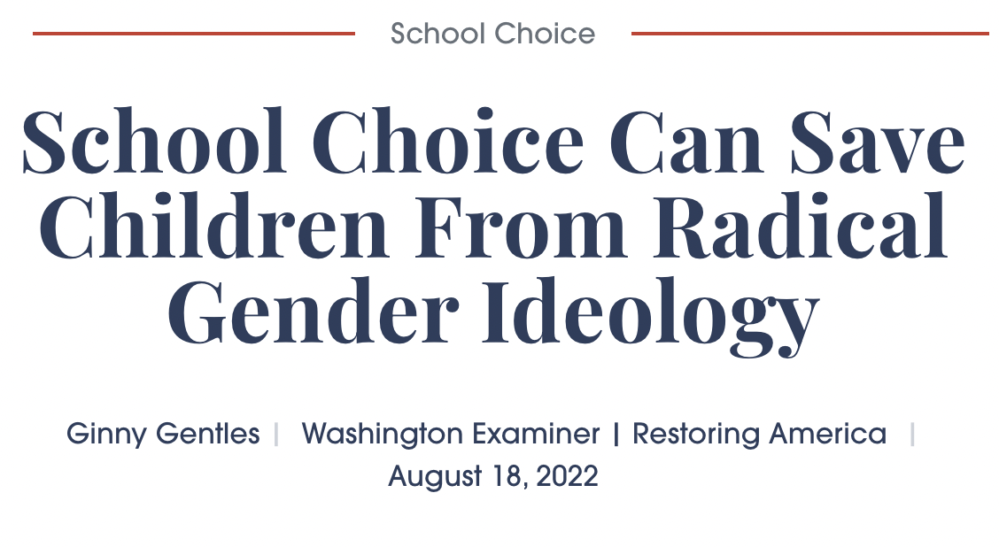 School Choice
School Choice Can Save
Children From Radical
Gender Ideology
Ginny Gentles | Washington Examiner | Restoring America |
August 18, 2022